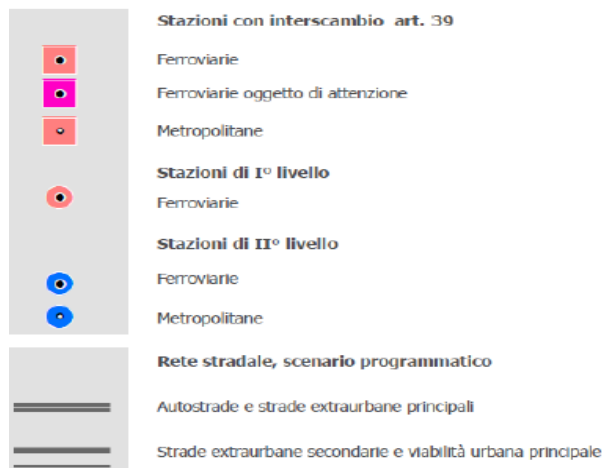 Stazioni con interscambio art. 39
Ferroviarie
Ferroviarie oggetto di attenzione
Metropolitane
Stazioni di I° livello
Ferroviarie
Stazioni di II° livello
Ferroviarie
Metropolitane
Rete stradale, scenario programmatico
Autostrade e strade extraurbane principali
Strade extraurbane secondarie e viabilità urbana principale